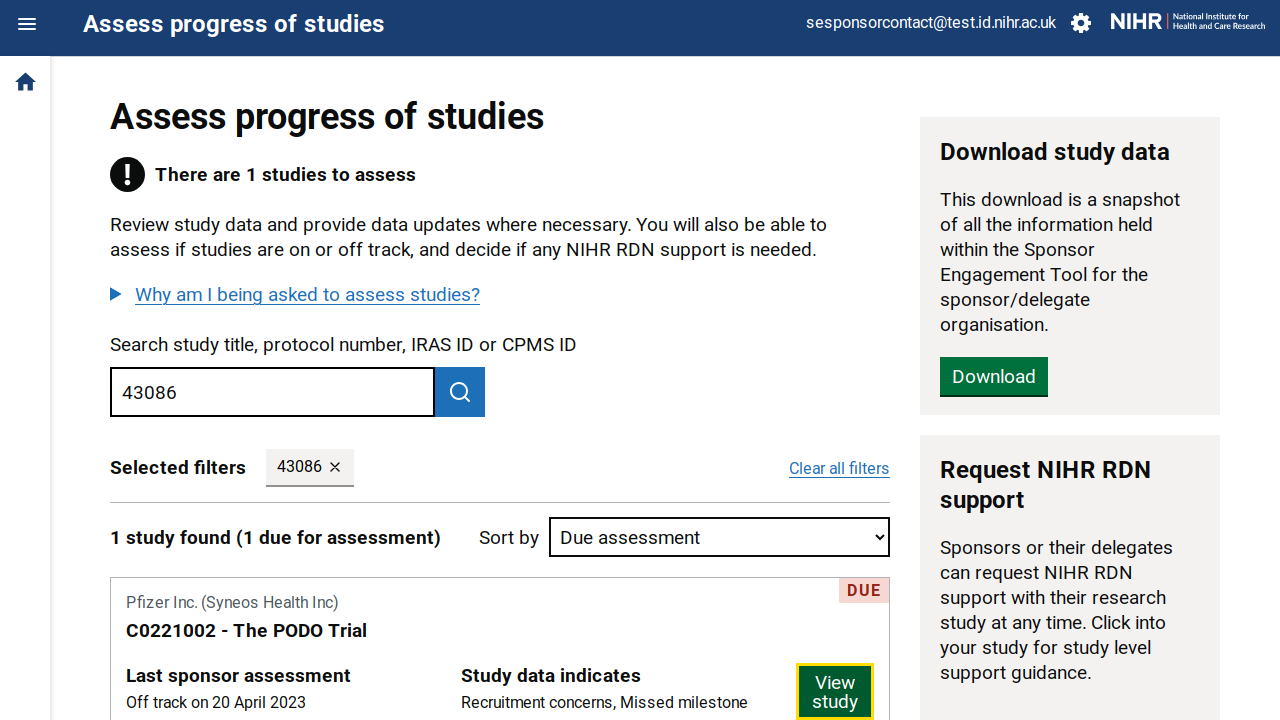 Assess progress of studies
sesponsorcontact@test.id.nihr.ac.uk
NIHR | National Institute for
Health and Care Research
Assess progress of studies
There are 1 studies to assess
Review study data and provide data updates where necessary. You will also be able to
assess if studies are on or off track, and decide if any NIHR RDN support is needed.
Why am I being asked to assess studies?
Search study title, protocol number, IRAS ID or CPMS ID
43086
Selected filters
43086
Clear all filters
1 study found (1 due for assessment)
Sort by
Due assessment
DUE
Pfizer Inc. (Syneos Health Inc)
C0221002 - The PODO Trial
Last sponsor assessment
Off track on 20 April 2023
Study data indicates
Recruitment concerns, Missed milestone
View
study
Download study data
This download is a snapshot
of all the information held
within the Sponsor
Engagement Tool for the
sponsor/delegate
organisation.
Download
Request NIHR RDN
support
Sponsors or their delegates
can request NIHR RDN
support with their research
study at any time. Click into
your study for study level
support guidance.